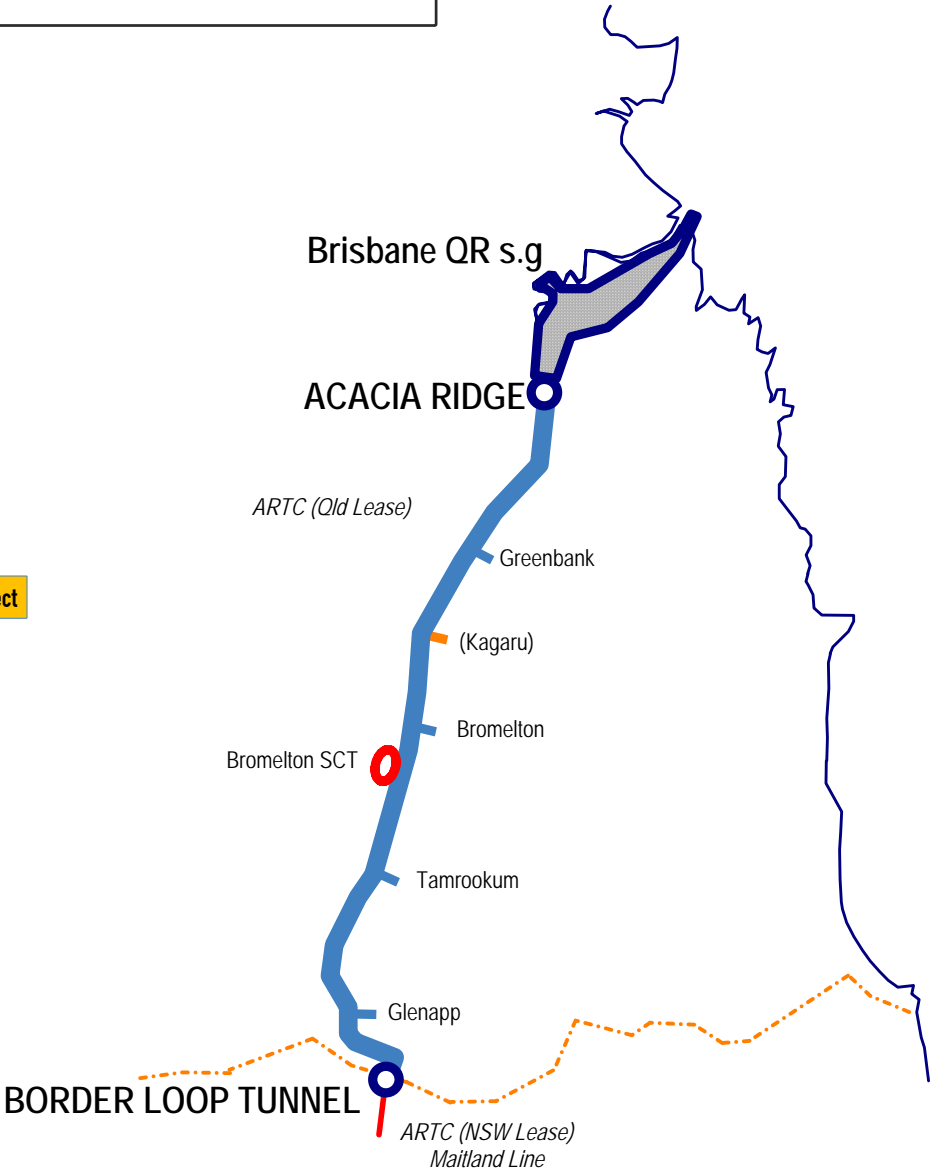 Brisbane QR s.g
ACACIA RIDGE
ARTC (Qld Lease)
Greenbank
ect
(Kagaru)
Bromelton
Bromelton SCT
Tamrookum
Glenapp
BORDER LOOP TUNNEL
ARTC (NSW Lease)
Maitland Line